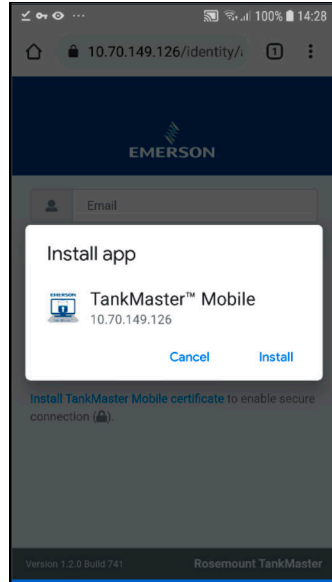 100% 14:28
10.70.149.126/identity/
1
EMERSON
Email
Install app
EMERSON
TankMaster™ Mobile
10.70.149.126
Cancel
Install
Install TankMaster Mobile certificate to enable secure
connection ( ).
Version 1.2.0 Build 741
Rosemount TankMaster